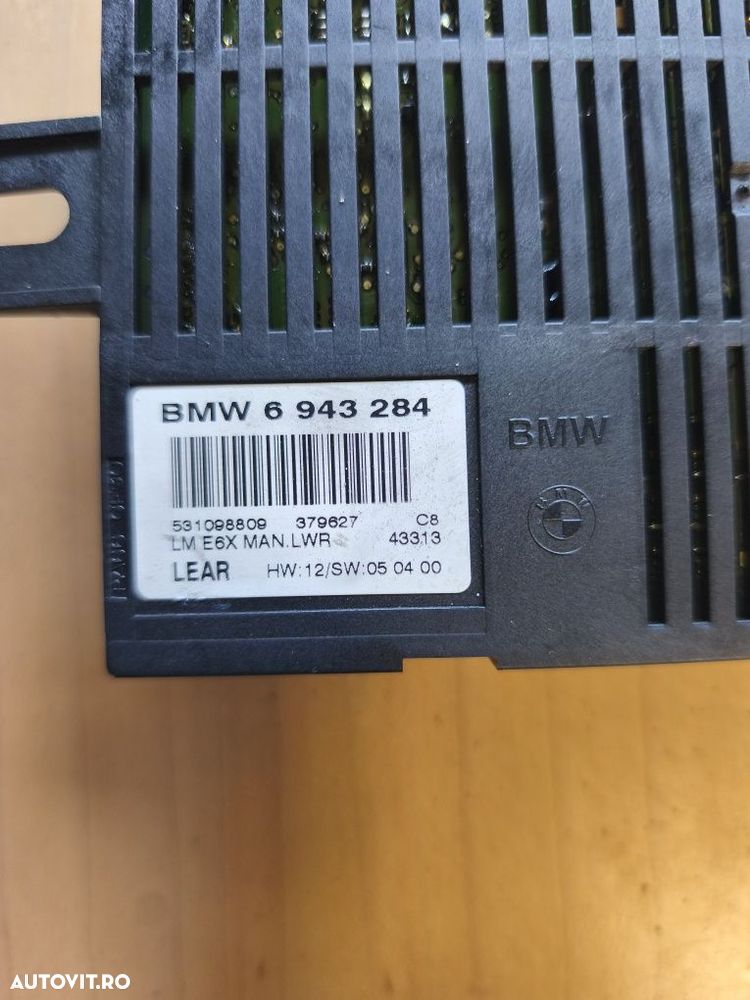 BMW 6 943 284
531098809 379627 C8
LM E6X MAN.LWR 43313
LEAR HW:12/SW:05 04 00
BMW
BMW
AUTOVIT.RO